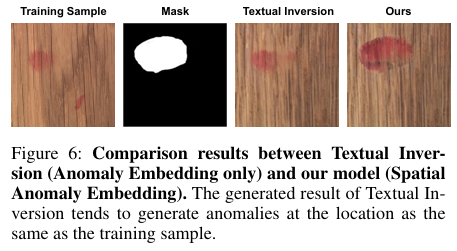 Training Sample Mask Textual Inversion Ours
Figure 6: Comparison results between Textual Inver-
sion (Anomaly Embedding only) and our model (Spatial
Anomaly Embedding). The generated result of Textual In-
version tends to generate anomalies at the location as the
same as the training sample.